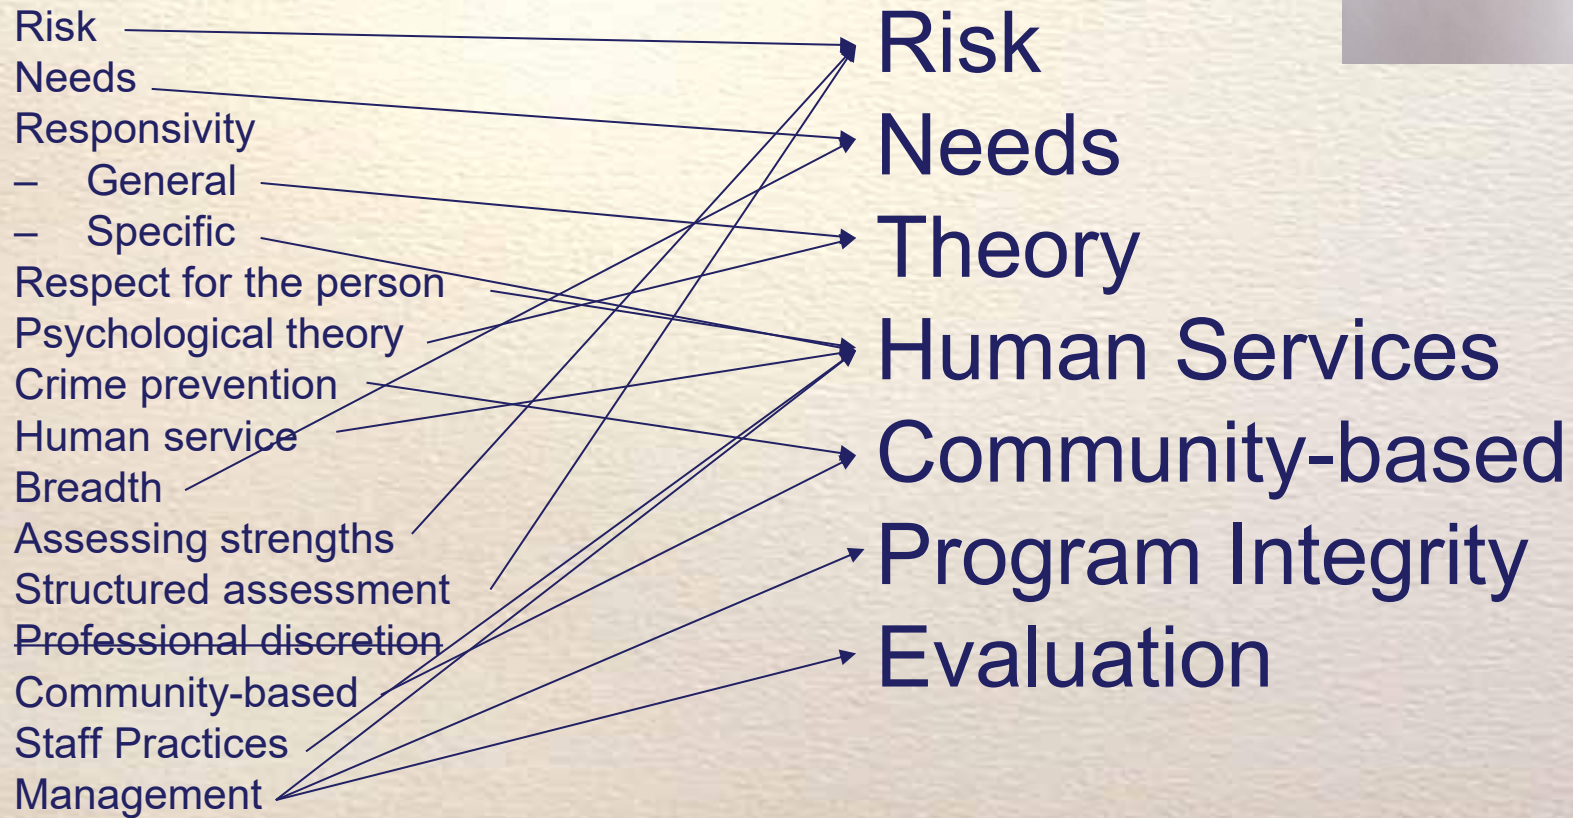 Risk
Needs
Responsivity
– General
– Specific
Respect for the person
Psychological theory
Crime prevention
Human service
Breadth
Assessing strengths
Structured assessment
Professional discretion
Community-based
Staff Practices
Management
Risk
Needs
Theory
Human Services
Community-based
Program Integrity
Evaluation